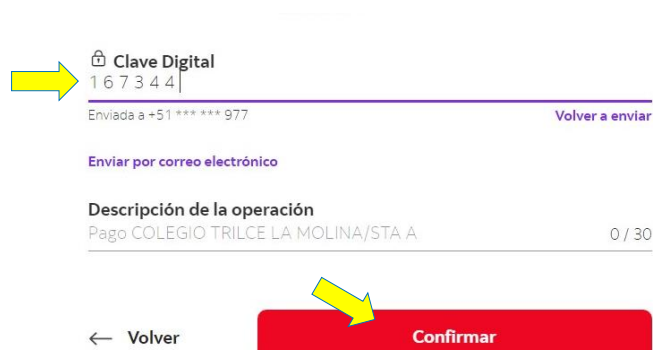 Clave Digital
1 6 7 3 4 4
Enviada a +51 *** *** 977
Volver a enviar
Enviar por correo electrónico
Descripción de la operación
Pago COLEGIO TRILCE LA MOLINA/STA A
0 / 30
← Volver
Confirmar